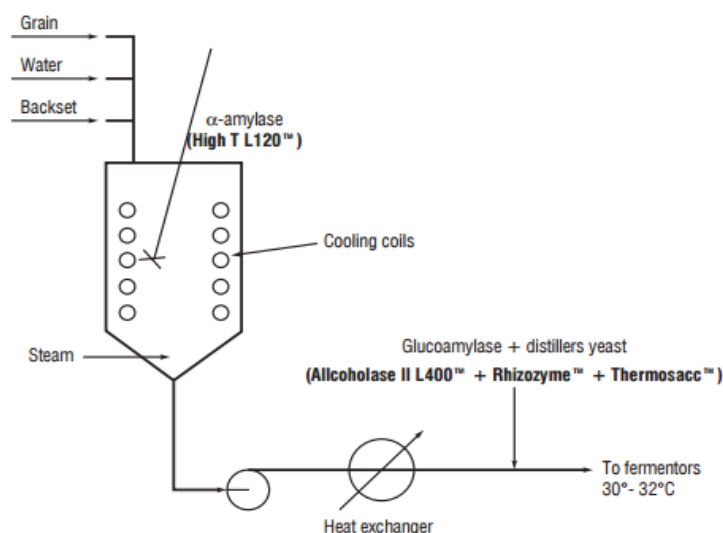 Grain
Water
Backset
α-amylase
(High T L120™)
Cooling coils
Steam
Glucoamylase + distillers yeast
(Allcoholase II L400™ + Rhizozyme™ + Thermosacc™)
To fermentors
30°- 32°C
Heat exchanger